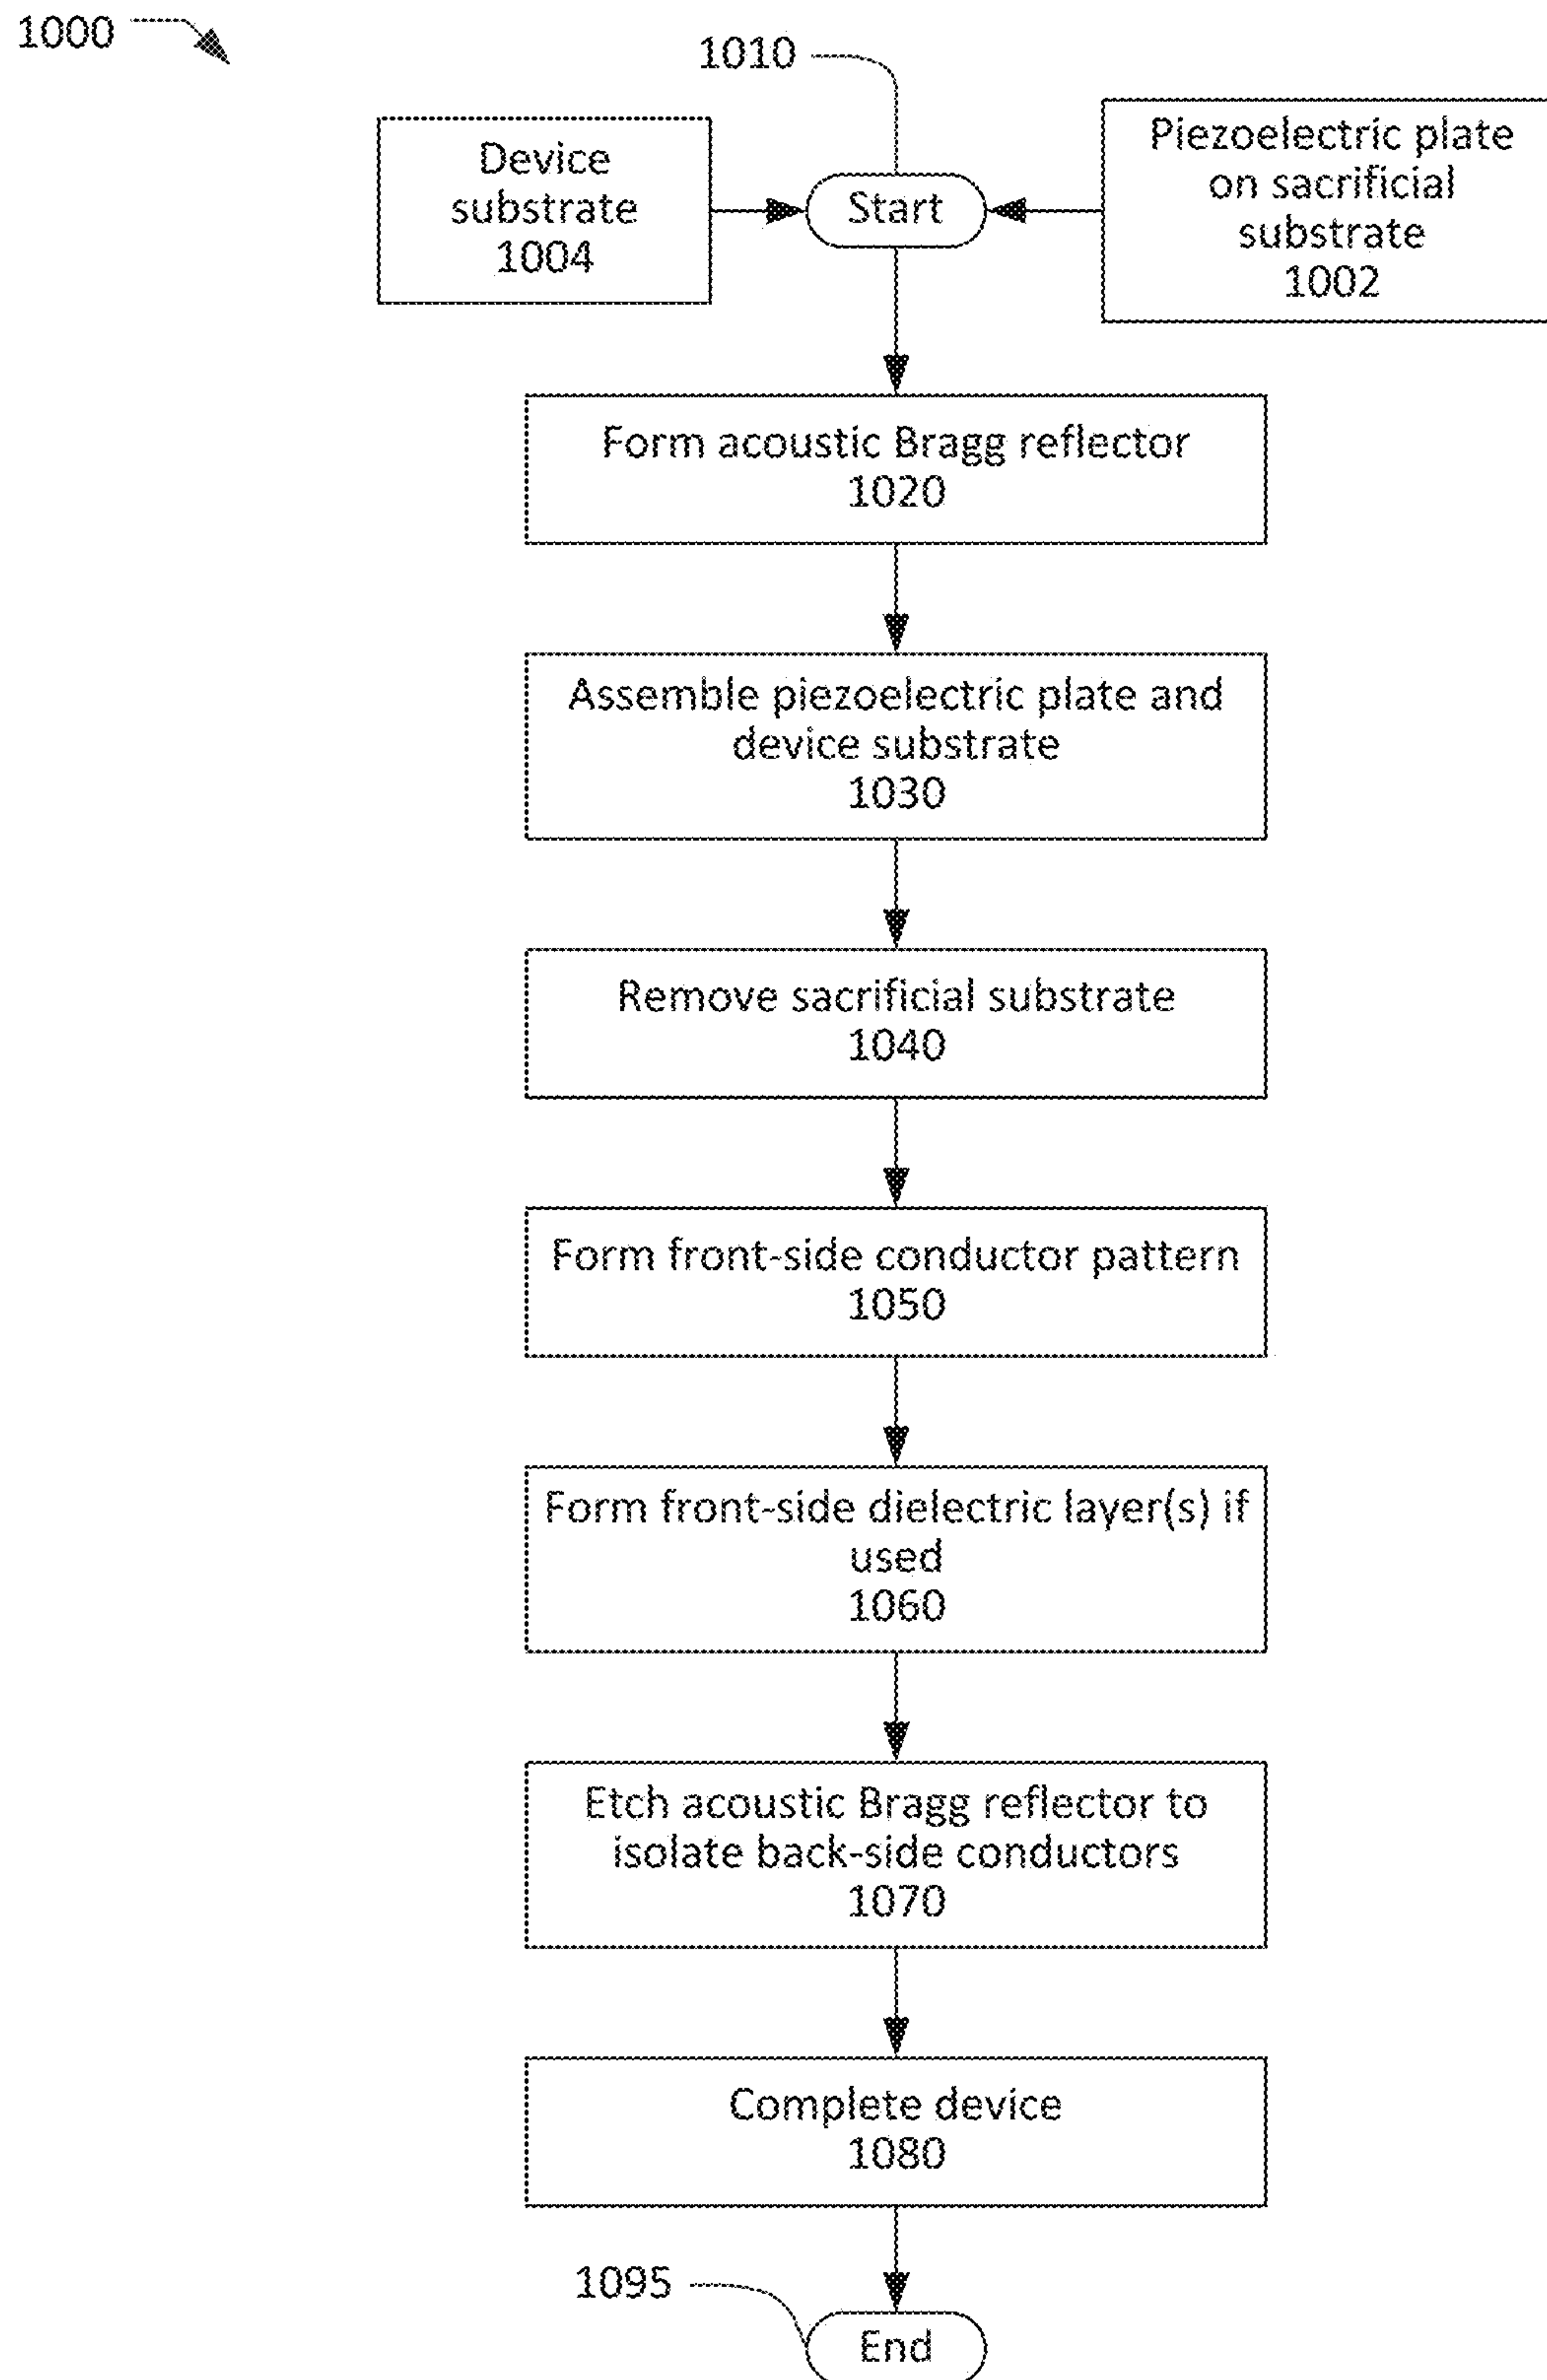 1000
1010
Device
substrate
1004
Start
Piezoelectric plate
on sacrificial
substrate
1002
Form acoustic Bragg reflector
1020
Assemble piezoelectric plate and
device substrate
1030
Remove sacrificial substrate
1040
Form front-side conductor pattern
1050
Form front-side dielectric layer(s) if
used
1060
Etch acoustic Bragg reflector to
isolate back-side conductors
1070
Complete device
1080
1095
End